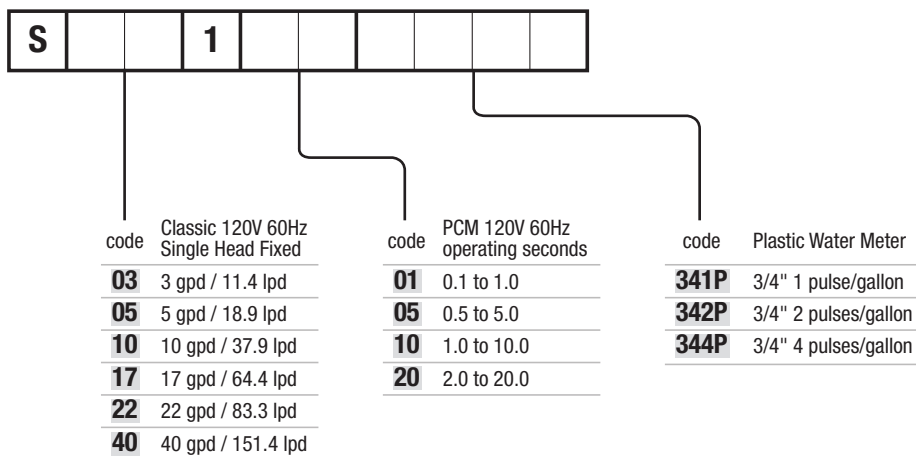 S 1
code Classic 120V 60Hz
Single Head Fixed
03 3 gpd / 11.4 lpd
05 5 gpd / 18.9 lpd
10 10 gpd / 37.9 lpd
17 17 gpd / 64.4 lpd
22 22 gpd / 83.3 lpd
40 40 gpd / 151.4 lpd
code PCM 120V 60Hz
operating seconds
01 0.1 to 1.0
05 0.5 to 5.0
10 1.0 to 10.0
20 2.0 to 20.0
code Plastic Water Meter
341P 3/4" 1 pulse/gallon
342P 3/4" 2 pulses/gallon
344P 3/4" 4 pulses/gallon